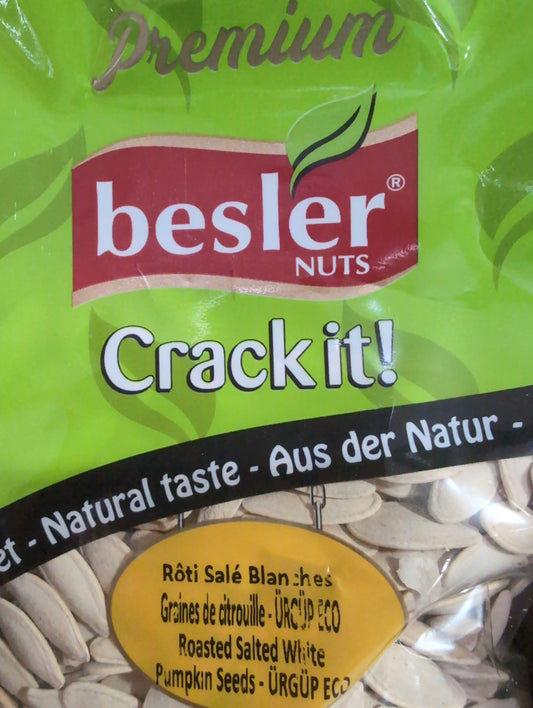 Premium
besler®
NUTS
Crack it!
et - Natural taste - Aus der Natur -
Rôti Salé Blanches
Graines de citrouille - ÜRGÜP ECO
Roasted Salted White
Pumpkin Seeds - ÜRGÜP ECO